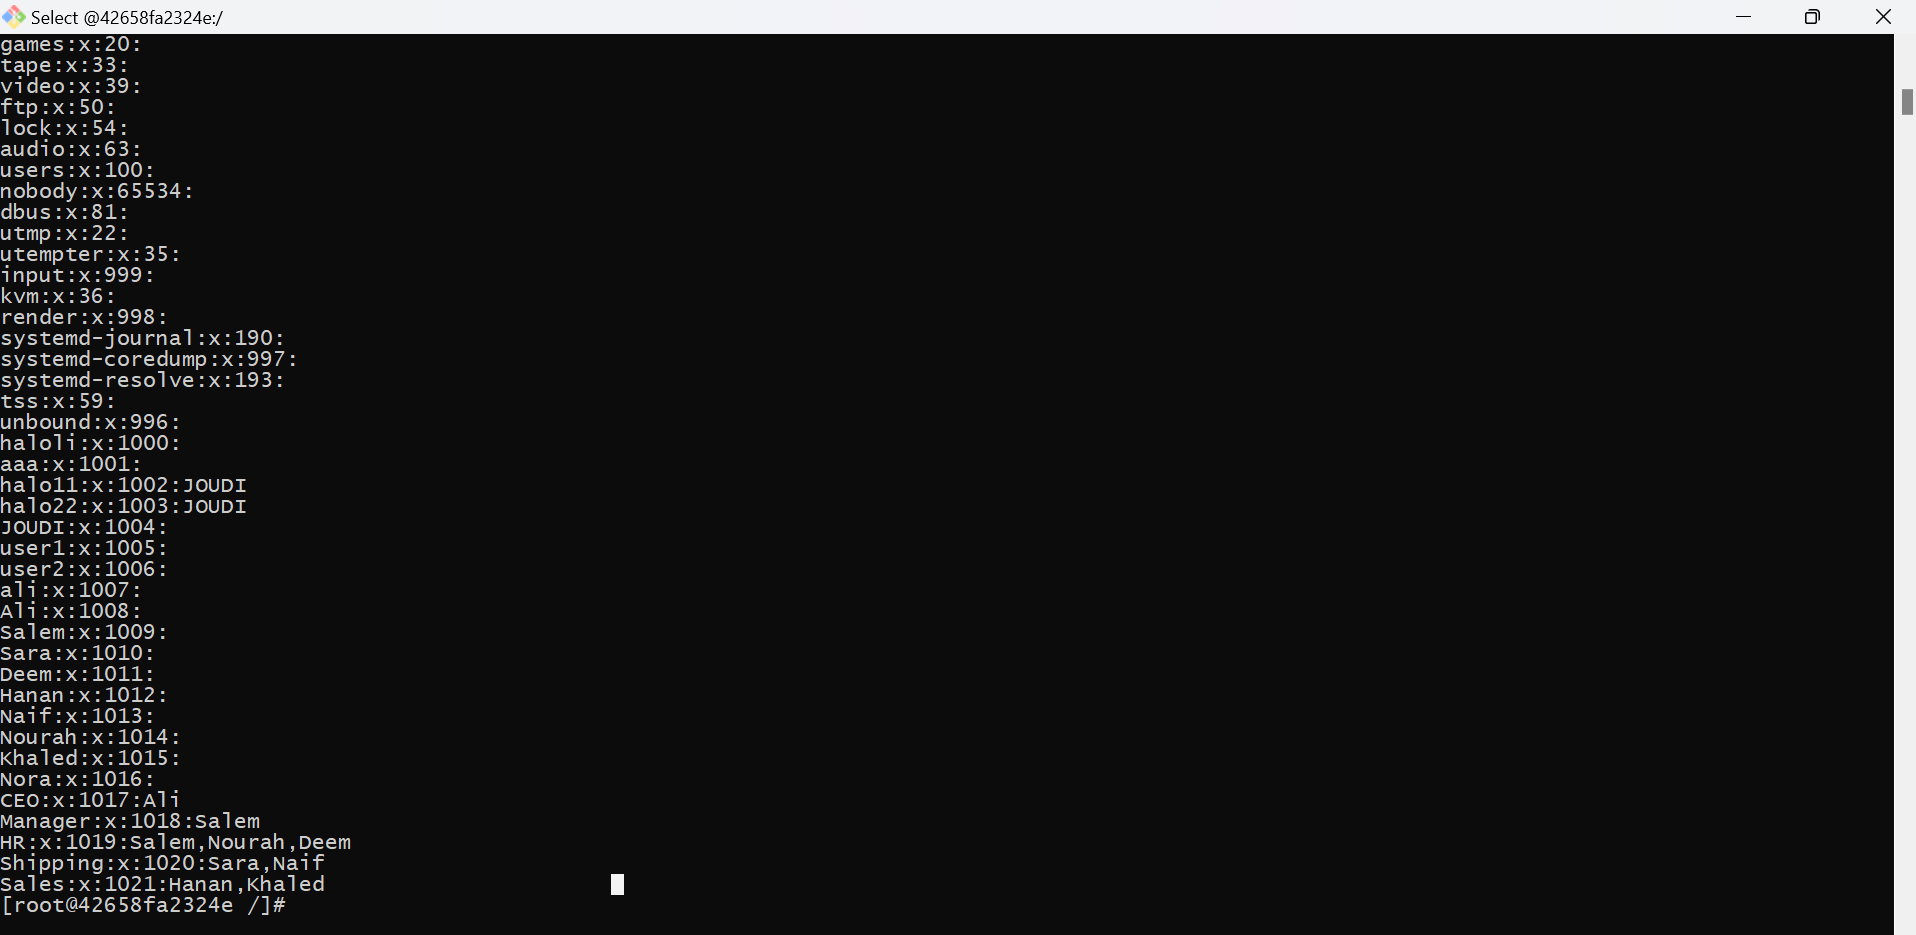 Select @42658fa2324e:/
games:x:20:
tape:x:33:
video:x:39:
ftp:x:50:
lock:x:54:
audio:x:63:
users:x:100:
nobody:x:65534:
dbus:x:81:
utmp:x:22:
utempter:x:35:
input:x:999:
kvm:x:36:
render:x:998:
systemd-journal:x:190:
systemd-coredump:x:997:
systemd-resolve:x:193:
tss:x:59:
unbound:x:996:
haloli:x:1000:
aaa:x:1001:
halo11:x:1002:JOUDI
halo22:x:1003:JOUDI
JOUDI:x:1004:
user1:x:1005:
user2:x:1006:
ali:x:1007:
Ali:x:1008:
Salem:x:1009:
Sara:x:1010:
Deem:x:1011:
Hanan:x:1012:
Naif:x:1013:
Nourah:x:1014:
Khaled:x:1015:
Nora:x:1016:
CEO:x:1017:Ali
Manager:x:1018:Salem
HR:x:1019:Salem,Nourah,Deem
Shipping:x:1020:Sara,Naif
Sales:x:1021:Hanan,Khaled
[root@42658fa2324e /]#